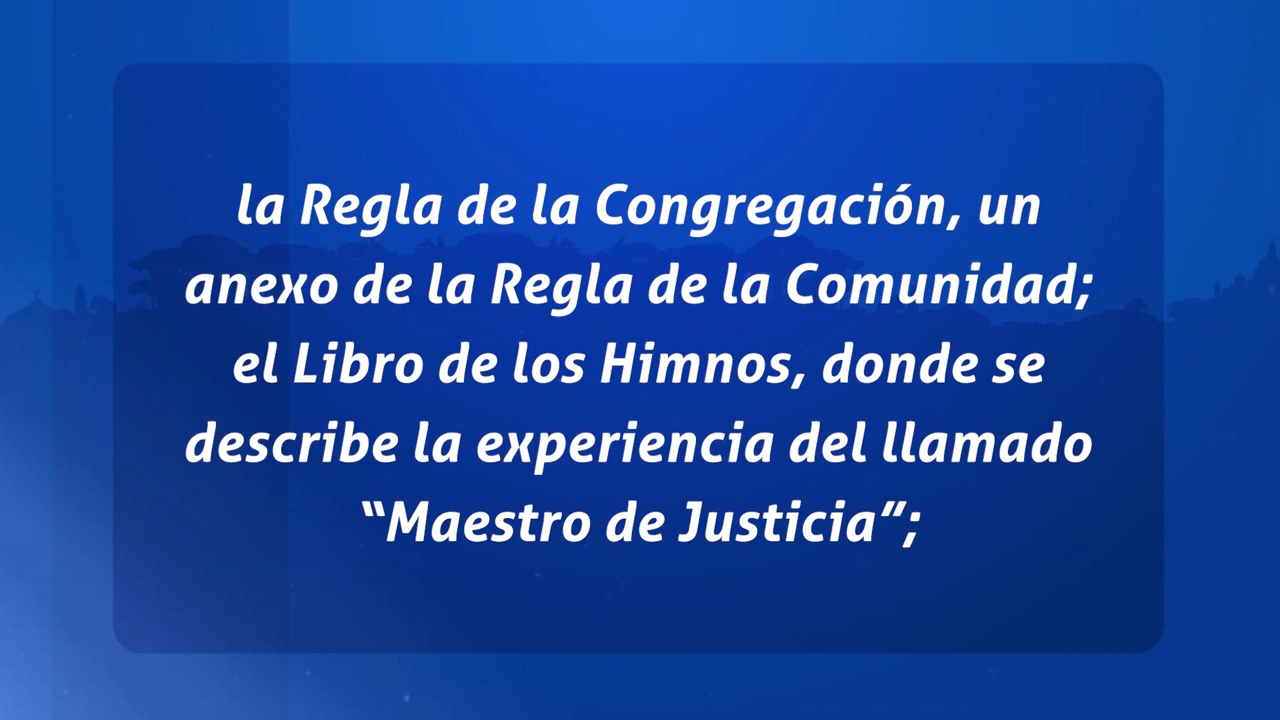 la Regla de la Congregación, un
anexo de la Regla de la Comunidad;
el Libro de los Himnos, donde se
describe la experiencia del llamado
“Maestro de Justicia”;